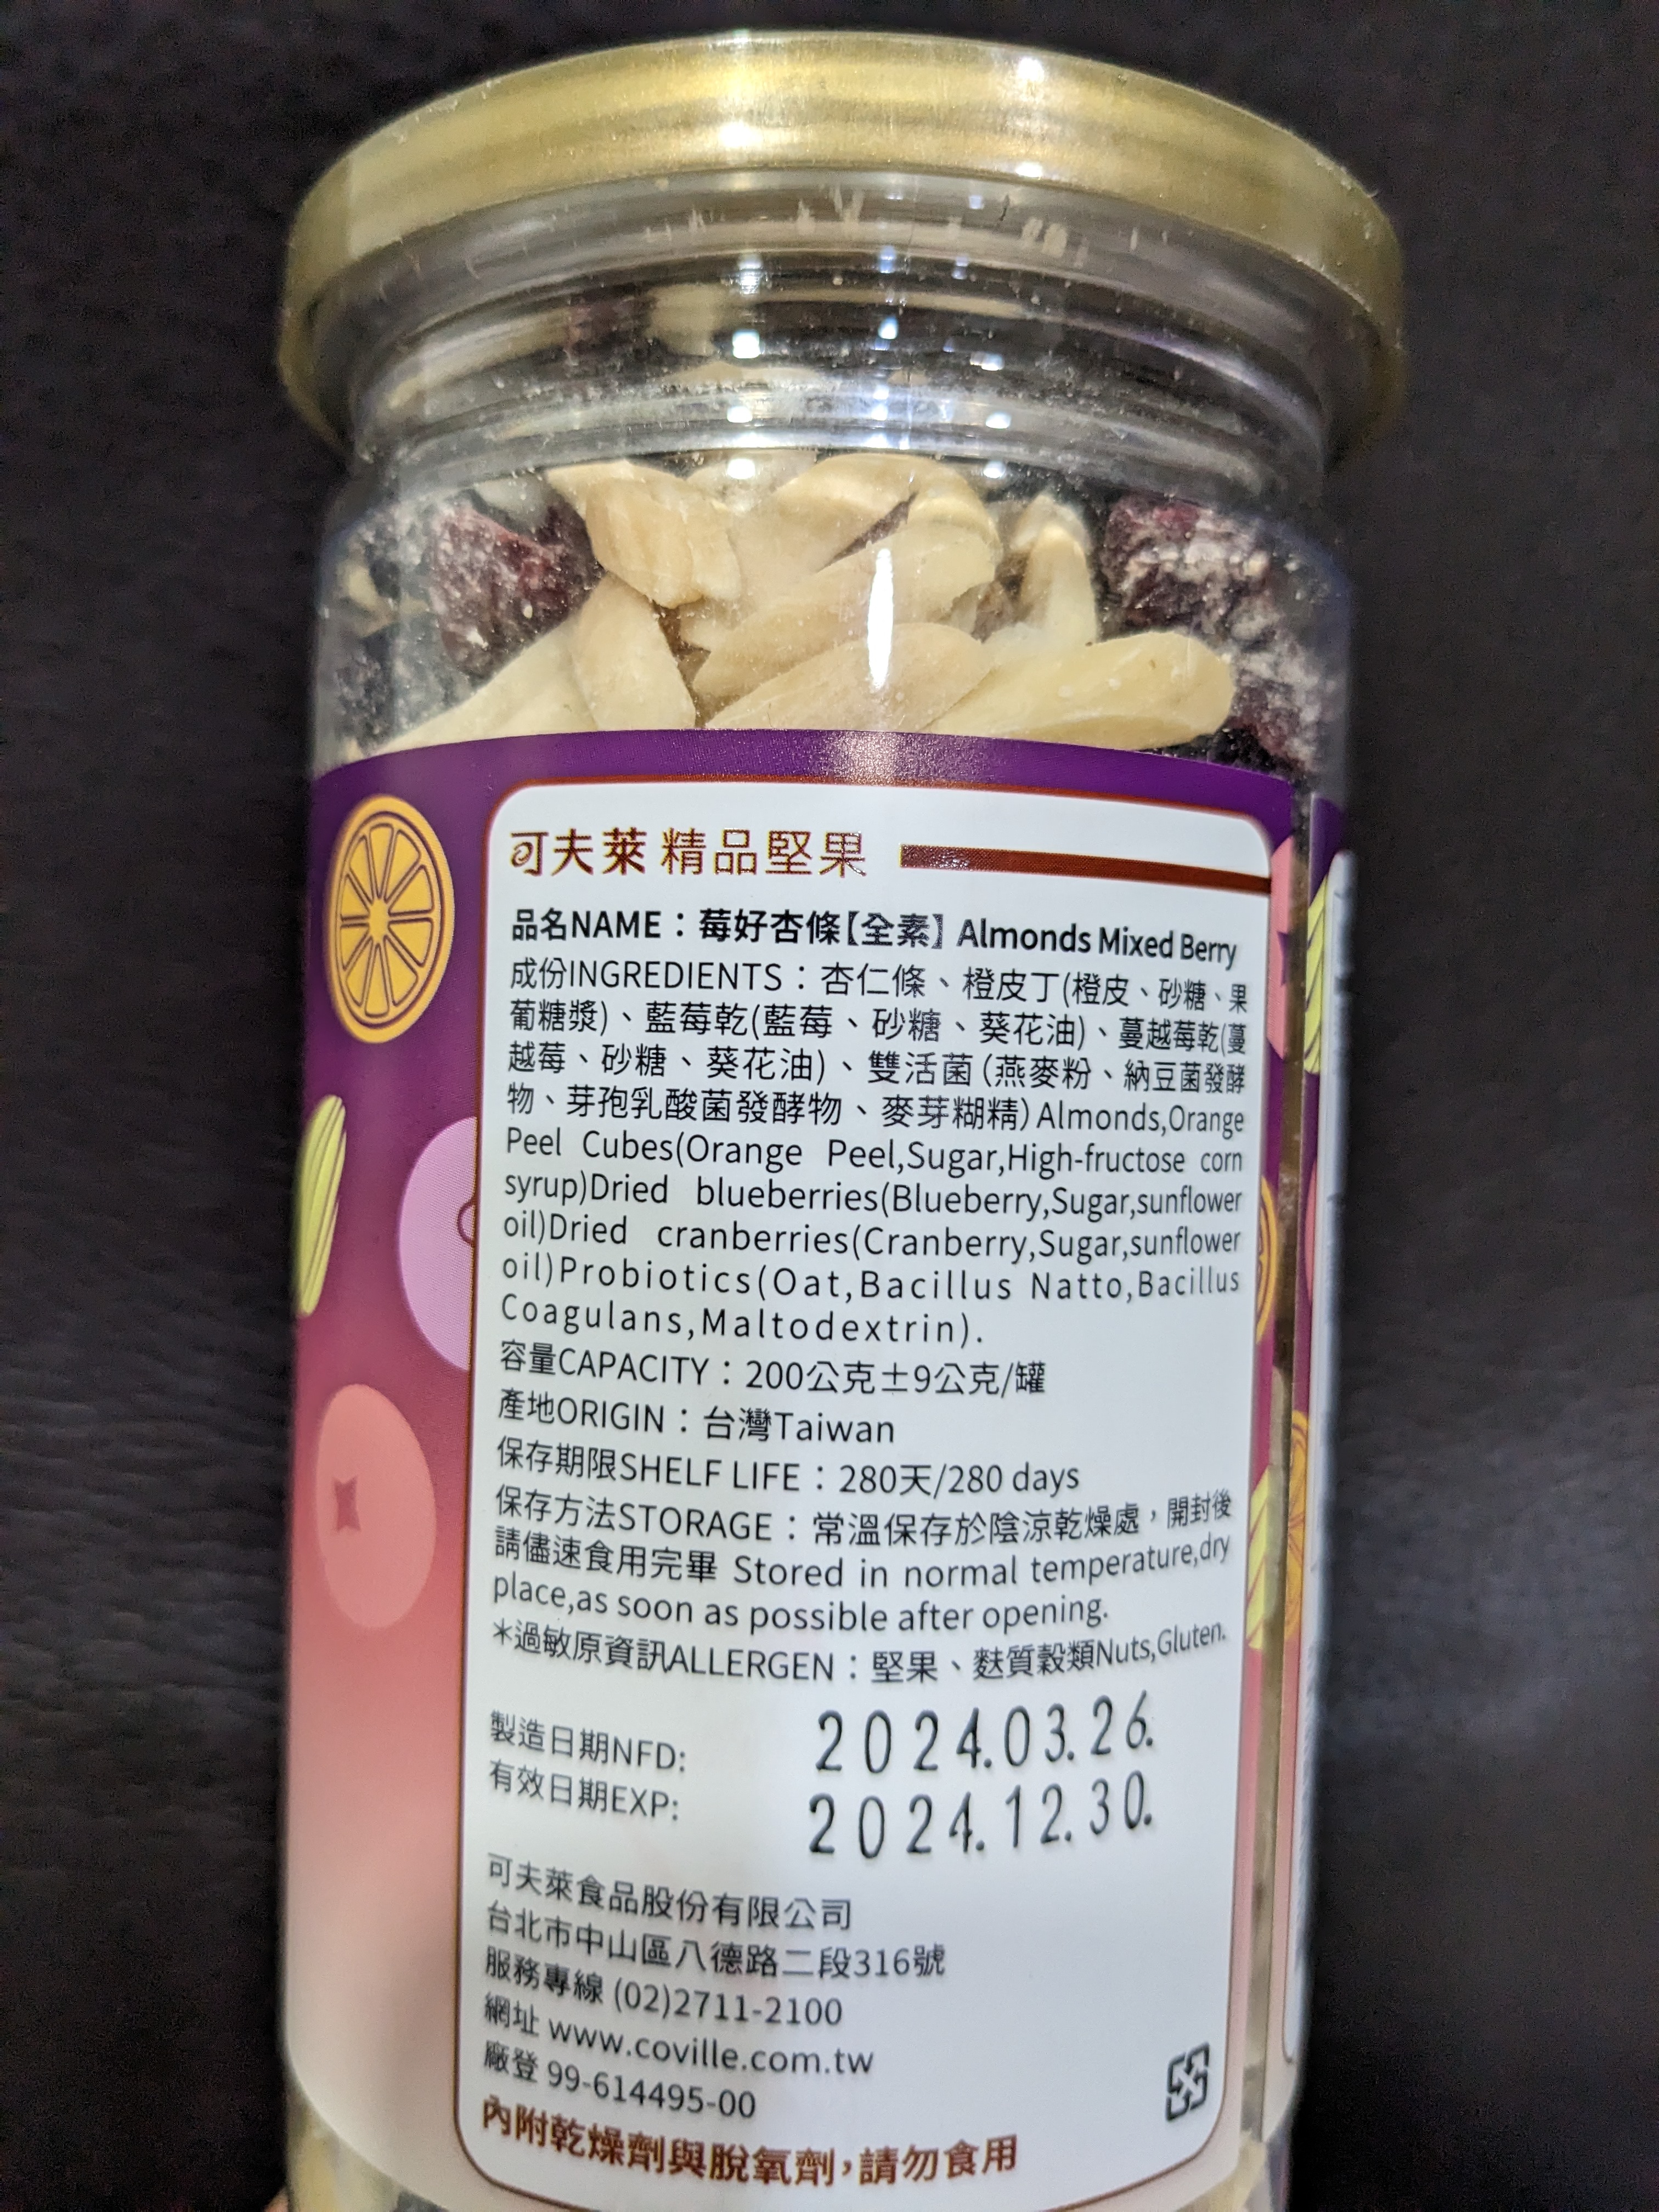 可夫萊 精品堅果
品名NAME：莓好杏條【全素】 Almonds Mixed Berry
成份INGREDIENTS：杏仁條、橙皮丁(橙皮、砂糖、果
葡糖漿)、藍莓乾(藍莓、砂糖、葵花油)、蔓越莓乾(蔓
越莓、砂糖、葵花油)、雙活菌(燕麥粉、納豆菌發酵
物、芽孢乳酸菌發酵物、麥芽糊精)Almonds,Orange
Peel Cubes(Orange Peel,Sugar,High-fructose corn
syrup)Dried blueberries(Blueberry,Sugar,sunflower
oil)Dried cranberries(Cranberry,Sugar,sunflower
oil)Probiotics(Oat,Bacillus Natto,Bacillus
Coagulans,Maltodextrin).
容量CAPACITY：200公克±9公克/罐
產地ORIGIN：台灣Taiwan
保存期限SHELF LIFE：280天/280 days
保存方法STORAGE：常溫保存於陰涼乾燥處，開封後
請儘速食用完畢 Stored in normal temperature,dry
place,as soon as possible after opening.
＊過敏原資訊ALLERGEN：堅果、麩質穀類Nuts,Gluten.
製造日期NFD: 2024.03.26.
有效日期EXP: 2024.12.30.
可夫萊食品股份有限公司
台北市中山區八德路二段316號
服務專線 (02)2711-2100
網址 www.coville.com.tw
廠登 99-614495-00
內附乾燥劑與脫氧劑，請勿食用